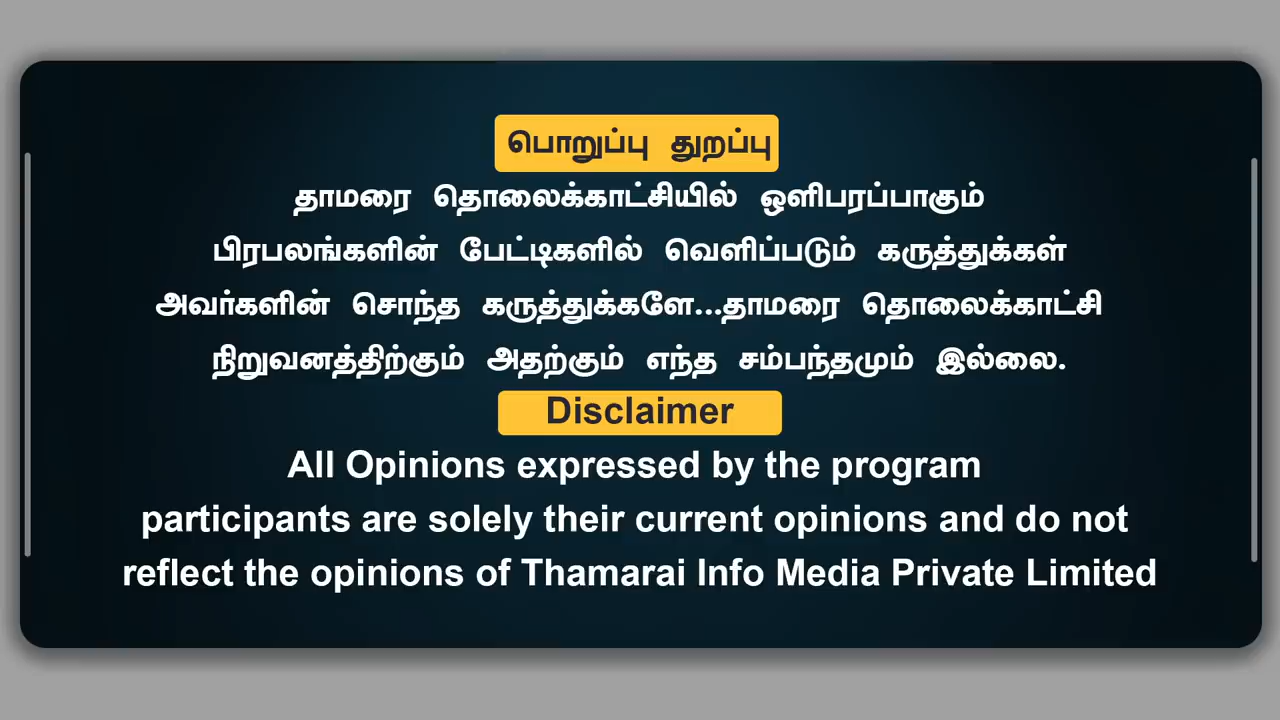 பொறுப்பு துறப்பு
தாமரை தொலைக்காட்சியில் ஒளிபரப்பாகும்
பிரபலங்களின் பேட்டிகளில் வெளிப்படும் கருத்துக்கள்
அவர்களின் சொந்த கருத்துக்களே...தாமரை தொலைக்காட்சி
நிறுவனத்திற்கும் அதற்கும் எந்த சம்பந்தமும் இல்லை.
Disclaimer
All Opinions expressed by the program
participants are solely their current opinions and do not
reflect the opinions of Thamarai Info Media Private Limited